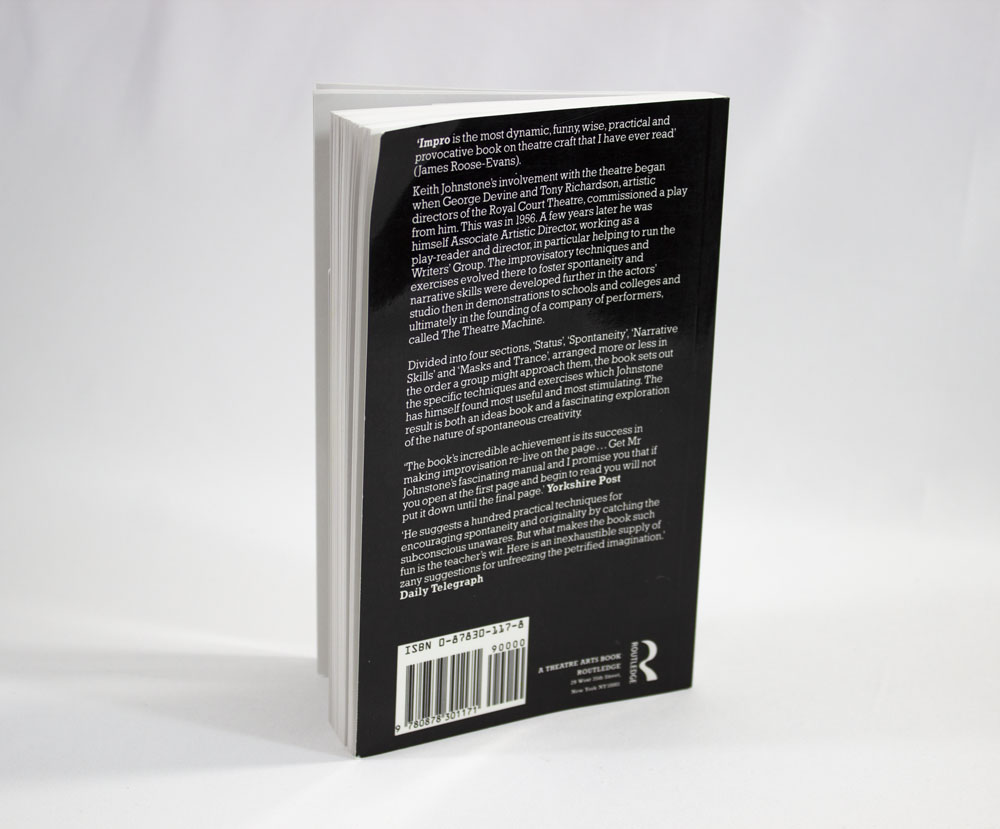 ‘Impro is the most dynamic, funny, wise, practical and
provocative book on theatre craft that I have ever read’
(James Roose-Evans).
Keith Johnstone’s involvement with the theatre began
when George Devine and Tony Richardson, artistic
directors of the Royal Court Theatre, commissioned a play
from him. This was in 1956. A few years later he was
himself Associate Artistic Director, working as a
play-reader and director, in particular helping to run the
Writers’ Group. The improvisatory techniques and
exercises evolved there to foster spontaneity and
narrative skills were developed further in the actors’
studio then in demonstrations to schools and colleges and
ultimately in the founding of a company of performers,
called The Theatre Machine.
Divided into four sections, ‘Status’, ‘Spontaneity’, ‘Narrative
Skills’ and ‘Masks and Trance’, arranged more or less in
the order a group might approach them, the book sets out
the specific techniques and exercises which Johnstone
has himself found most useful and most stimulating. The
result is both an ideas book and a fascinating exploration
of the nature of spontaneous creativity.
‘The book’s incredible achievement is its success in
making improvisation re-live on the page . . . Get Mr
Johnstone’s fascinating manual and I promise you that if
you open at the first page and begin to read you will not
put it down until the final page.’ Yorkshire Post
‘He suggests a hundred practical techniques for
encouraging spontaneity and originality by catching the
subconscious unawares. But what makes the book such
fun is the teacher’s wit. Here is an inexhaustible supply of
zany suggestions for unfreezing the petrified imagination.’
Daily Telegraph
ISBN 0-87830-117-8
90000
9 780878 301171
A THEATRE ARTS BOOK
ROUTLEDGE
29 West 35th Street,
New York NY10001
ROUTLEDGE